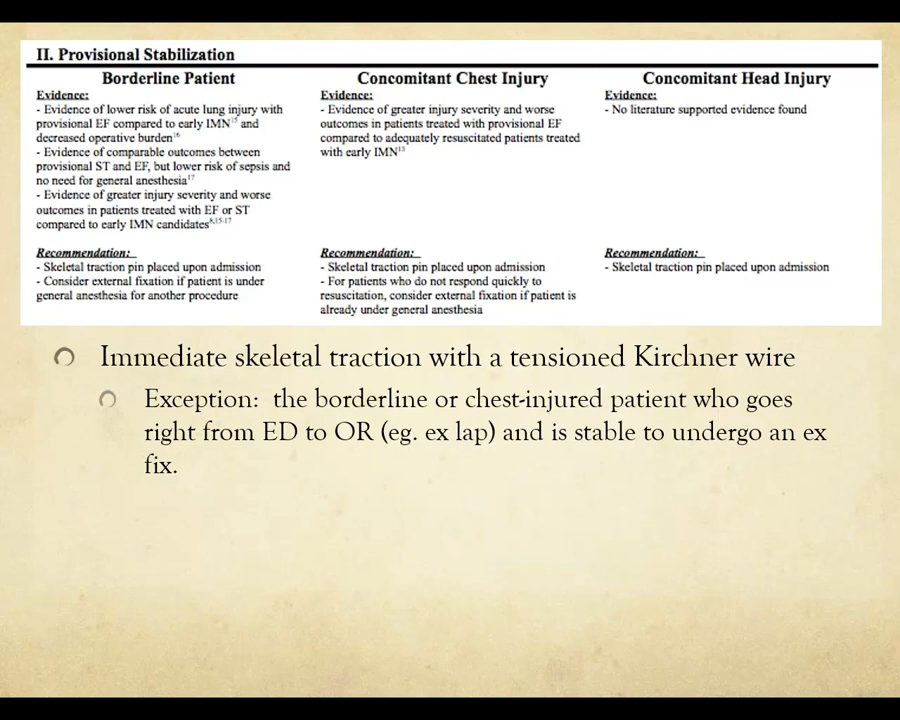 II. Provisional Stabilization
Borderline Patient
Evidence:
- Evidence of lower risk of acute lung injury with
provisional EF compared to early IMN15 and
decreased operative burden16
- Evidence of comparable outcomes between
provisional ST and EF, but lower risk of sepsis and
no need for general anesthesia17
- Evidence of greater injury severity and worse
outcomes in patients treated with EF or ST
compared to early IMN candidates8,15-17
Recommendation:
- Skeletal traction pin placed upon admission
- Consider external fixation if patient is under
general anesthesia for another procedure
Concomitant Chest Injury
Evidence:
- Evidence of greater injury severity and worse
outcomes in patients treated with provisional EF
compared to adequately resuscitated patients treated
with early IMN13
Recommendation:
- Skeletal traction pin placed upon admission
- For patients who do not respond quickly to
resuscitation, consider external fixation if patient is
already under general anesthesia
Concomitant Head Injury
Evidence:
- No literature supported evidence found
Recommendation:
- Skeletal traction pin placed upon admission
Immediate skeletal traction with a tensioned Kirchner wire
Exception: the borderline or chest-injured patient who goes
right from ED to OR (eg. ex lap) and is stable to undergo an ex
fix.